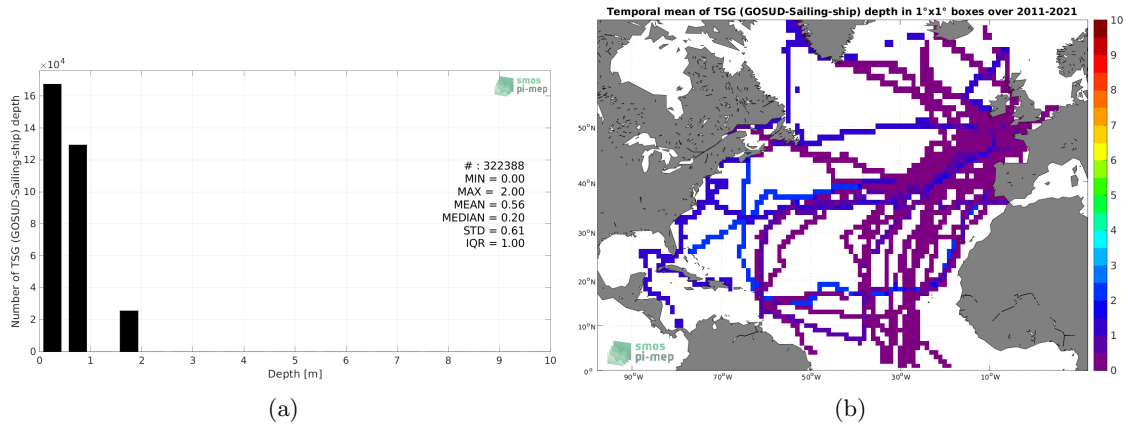 ×10⁴
Number of TSG (GOSUD-Sailing-ship) depth
16
14
12
10
8
6
4
2
0
smos
pi-mep
# : 322388
MIN = 0.00
MAX = 2.00
MEAN = 0.56
MEDIAN = 0.20
STD = 0.61
IQR = 1.00
0 1 2 3 4 5 6 7 8 9 10
Depth [m]
(a)
Temporal mean of TSG (GOSUD-Sailing-ship) depth in 1°x1° boxes over 2011-2021
50°N
40°N
30°N
20°N
10°N
0°
90°W 70°W 50°W 30°W 10°W
smos
pi-mep
10
9
8
7
6
5
4
3
2
1
0
(b)